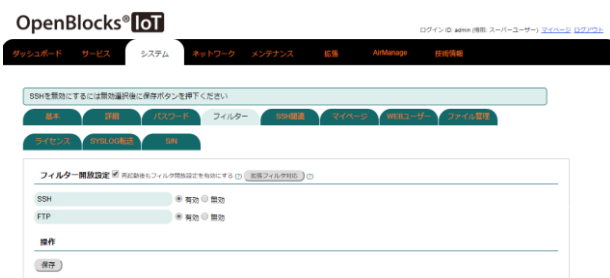 OpenBlocks® IoT
ログイン ID: admin (権限: スーパーユーザー) マイページ ログアウト
ダッシュボード サービス システム ネットワーク メンテナンス 拡張 AirManage 技術情報
SSHを無効にするには無効選択後に保存ボタンを押下ください
基本 詳細 パスワード フィルター SSH関連 マイページ WEBユーザー ファイル管理
ライセンス SYSLOG転送 S/N
フィルター開放設定 再起動後もフィルタ開放設定を有効にする (?) 拡張フィルタ対応 (?)
SSH 有効 無効
FTP 有効 無効
操作
保存